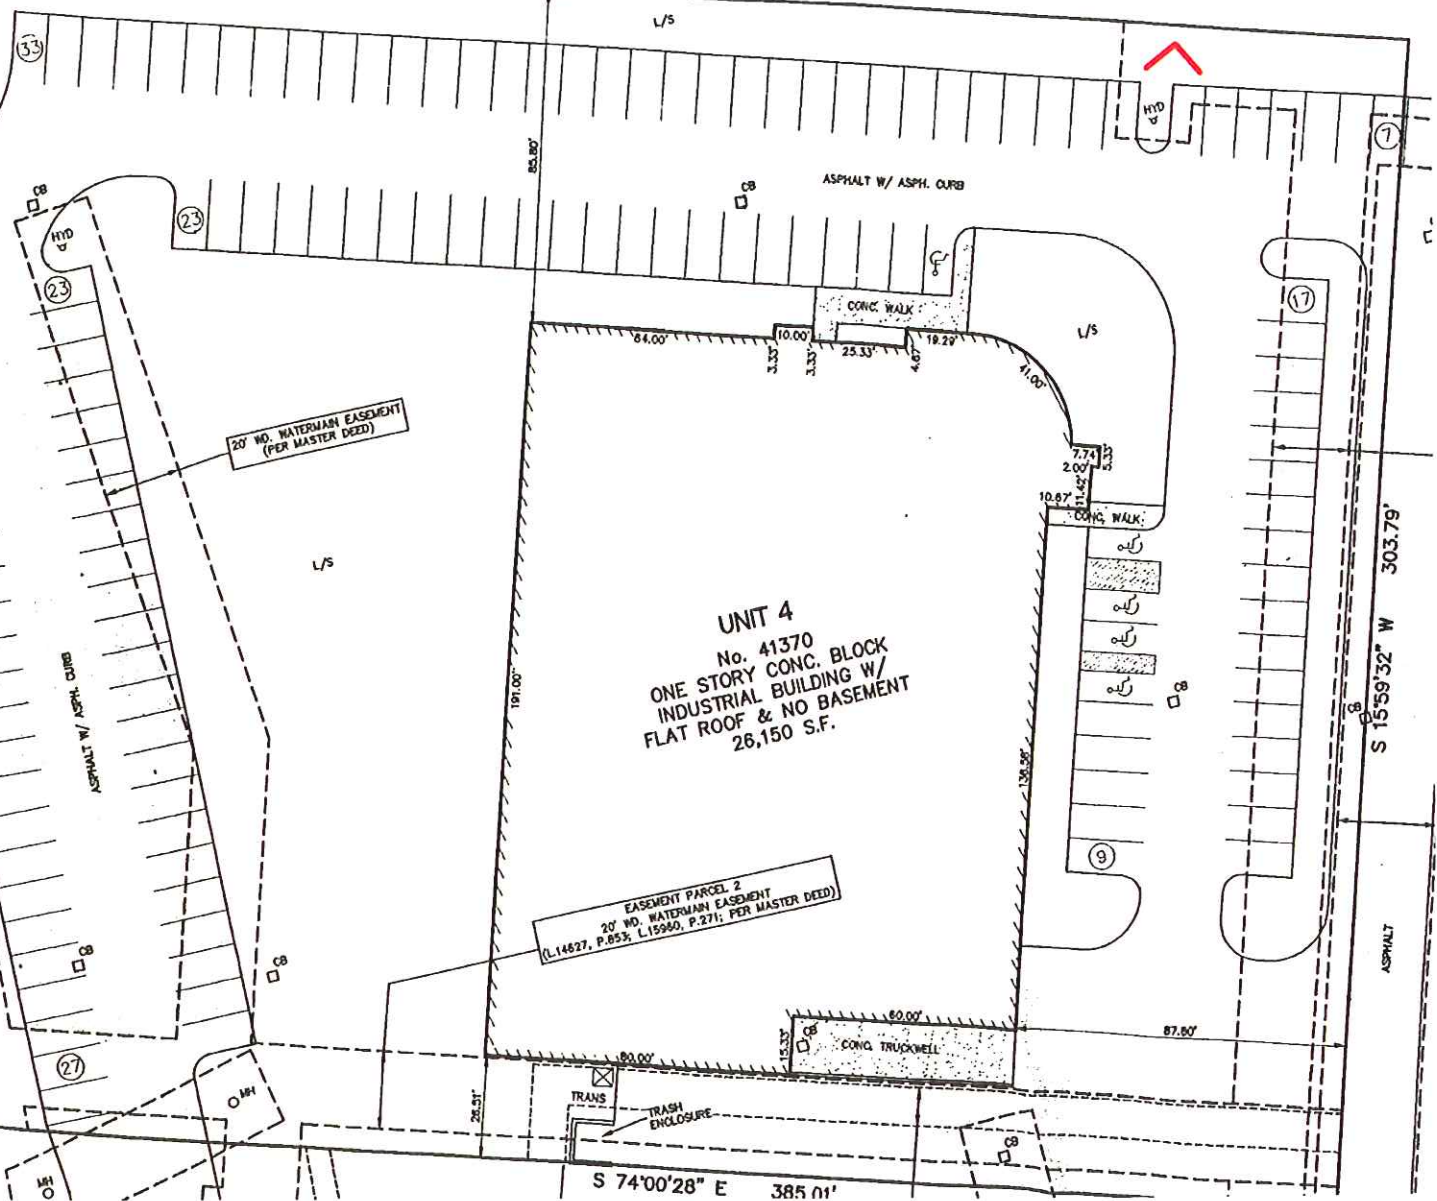 L/S
33
HYD
7
85.80'
CB
ASPHALT W/ ASPH. CURB
CB
23
HYD
23
17
CONC. WALK
L/S
64.00'
10.00'
3.33'
3.33'
25.33'
4.67'
19.29'
41.00'
7.74'
5.33'
2.00'
11.42'
10.67'
CONC. WALK
20' WD. WATERMAIN EASEMENT
(PER MASTER DEED)
L/S
303.79'
S 15°59'32" W
UNIT 4
No. 41370
ONE STORY CONC. BLOCK
INDUSTRIAL BUILDING W/
FLAT ROOF & NO BASEMENT
26,150 S.F.
191.00'
ASPHALT W/ ASPH. CURB
CB
CB
9
EASEMENT PARCEL 2
20' WD. WATERMAIN EASEMENT
(L.14627, P.853; L.15960, P.271; PER MASTER DEED)
CB
CB
ASPHALT
60.00'
15.33'
CB
CONC. TRUCKWELL
87.60'
80.00'
27
MH
26.51'
TRANS
TRASH
ENCLOSURE
CB
MH
S 74°00'28" E 385.01'